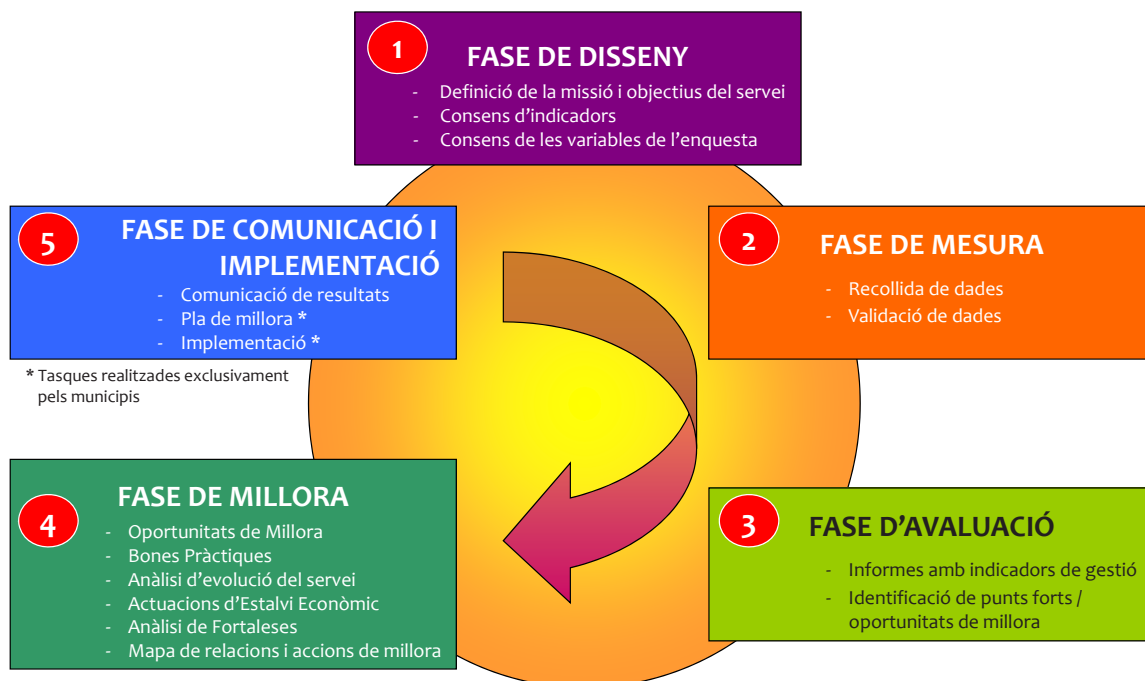 1
FASE DE DISSENY
- Definició de la missió i objectius del servei
- Consens d’indicadors
- Consens de les variables de l’enquesta
2
FASE DE MESURA
- Recollida de dades
- Validació de dades
3
FASE D’AVALUACIÓ
- Informes amb indicadors de gestió
- Identificació de punts forts /
oportunitats de millora
4
FASE DE MILLORA
- Oportunitats de Millora
- Bones Pràctiques
- Anàlisi d’evolució del servei
- Actuacions d’Estalvi Econòmic
- Anàlisi de Fortaleses
- Mapa de relacions i accions de millora
5
FASE DE COMUNICACIÓ I
IMPLEMENTACIÓ
- Comunicació de resultats
- Pla de millora *
- Implementació *
* Tasques realitzades exclusivament
pels municipis